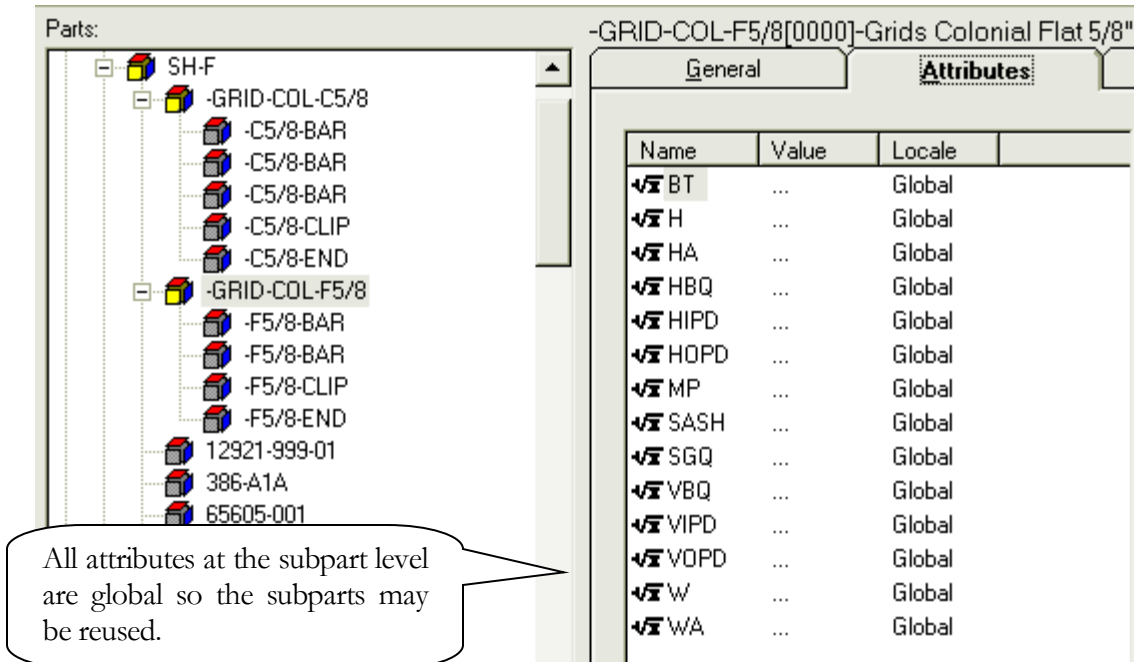 Parts:
SH-F
-GRID-COL-C5/8
-C5/8-BAR
-C5/8-BAR
-C5/8-BAR
-C5/8-CLIP
-C5/8-END
-GRID-COL-F5/8
-F5/8-BAR
-F5/8-BAR
-F5/8-CLIP
-F5/8-END
12921-999-01
386-A1A
65605-001
All attributes at the subpart level
are global so the subparts may
be reused.
-GRID-COL-F5/8[0000]-Grids Colonial Flat 5/8"
General Attributes
Name Value Locale
BT ... Global
H ... Global
HA ... Global
HBQ ... Global
HIPD ... Global
HOPD ... Global
MP ... Global
SASH ... Global
SGQ ... Global
VBQ ... Global
VIPD ... Global
VOPD ... Global
W ... Global
WA ... Global